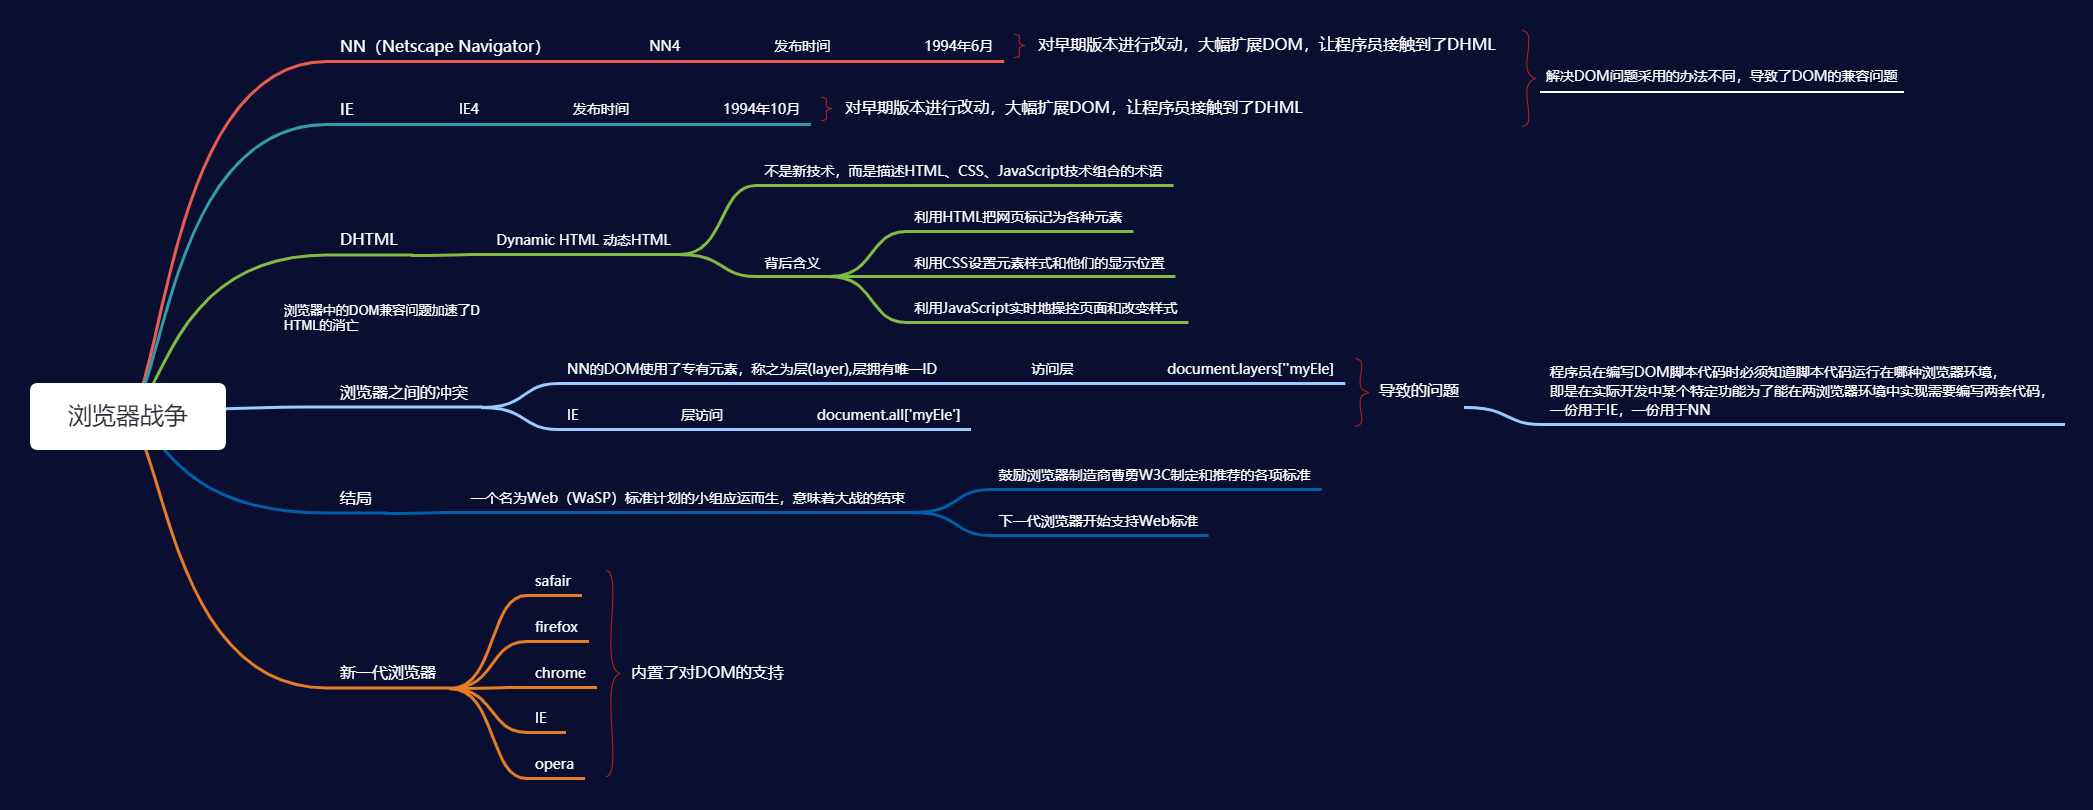 浏览器战争
NN（Netscape Navigator） NN4 发布时间 1994年6月 对早期版本进行改动，大幅扩展DOM，让程序员接触到了DHML
IE IE4 发布时间 1994年10月 对早期版本进行改动，大幅扩展DOM，让程序员接触到了DHML
解决DOM问题采用的办法不同，导致了DOM的兼容问题
DHTML
Dynamic HTML 动态HTML
不是新技术，而是描述HTML、CSS、JavaScript技术组合的术语
背后含义
利用HTML把网页标记为各种元素
利用CSS设置元素样式和他们的显示位置
利用JavaScript实时地操控页面和改变样式
浏览器中的DOM兼容问题加速了D
HTML的消亡
浏览器之间的冲突
NN的DOM使用了专有元素，称之为层(layer),层拥有唯一ID 访问层 document.layers[''myEle]
IE 层访问 document.all['myEle']
导致的问题
程序员在编写DOM脚本代码时必须知道脚本代码运行在哪种浏览器环境，
即是在实际开发中某个特定功能为了能在两浏览器环境中实现需要编写两套代码，
一份用于IE，一份用于NN
结局
一个名为Web（WaSP）标准计划的小组应运而生，意味着大战的结束
鼓励浏览器制造商曹勇W3C制定和推荐的各项标准
下一代浏览器开始支持Web标准
新一代浏览器
safair
firefox
chrome
IE
opera
内置了对DOM的支持